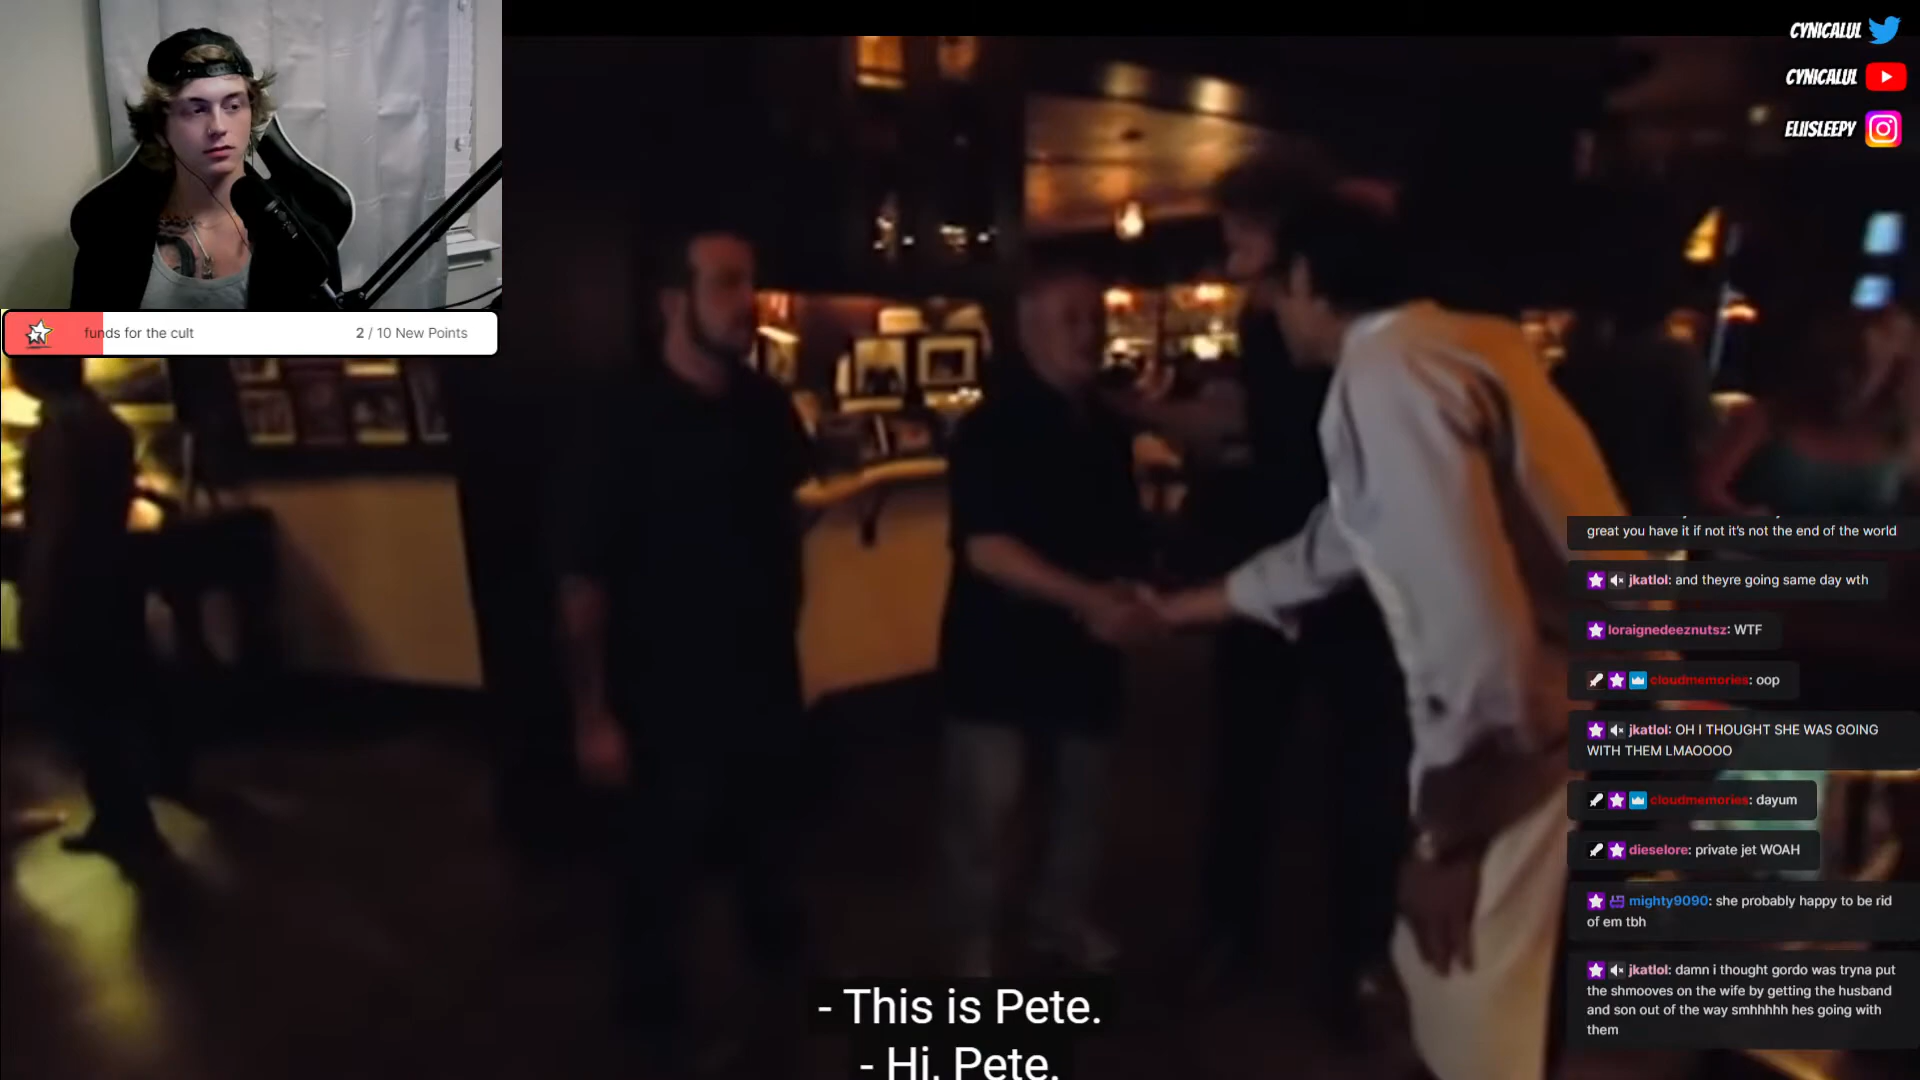 CYNICALUL
CYNICALUL
ELIISLEEPY
funds for the cult
2 / 10 New Points
great you have it if not it's not the end of the world
jkatlol: and theyre going same day wth
loraignedeeznutsz: WTF
cloudmemories: oop
jkatlol: OH I THOUGHT SHE WAS GOING
WITH THEM LMAOOOO
cloudmemories: dayum
dieselore: private jet WOAH
mighty9090: she probably happy to be rid
of em tbh
jkatlol: damn i thought gordo was tryna put
the shmooves on the wife by getting the husband
and son out of the way smhhhhh hes going with
them
- This is Pete.
- Hi, Pete.